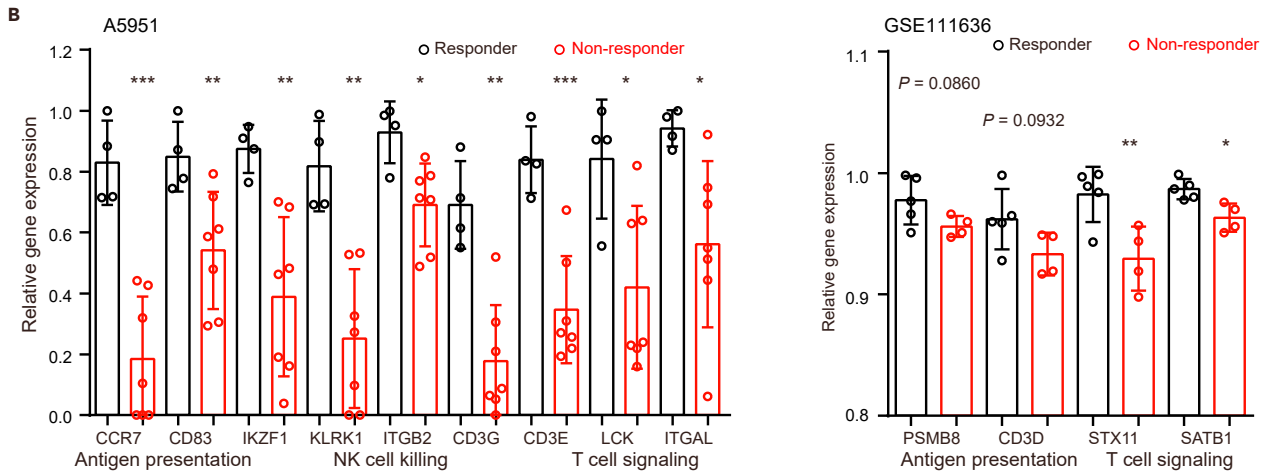 B
A5951
Responder
Non-responder
Relative gene expression
1.2
1.0
0.8
0.6
0.4
0.2
0.0
***
**
**
**
*
**
***
*
*
CCR7
CD83
IKZF1
KLRK1
ITGB2
CD3G
CD3E
LCK
ITGAL
Antigen presentation
NK cell killing
T cell signaling
GSE111636
Responder
Non-responder
Relative gene expression
1.1
1.0
0.9
0.8
P = 0.0860
P = 0.0932
**
*
PSMB8
CD3D
STX11
SATB1
Antigen presentation
T cell signaling